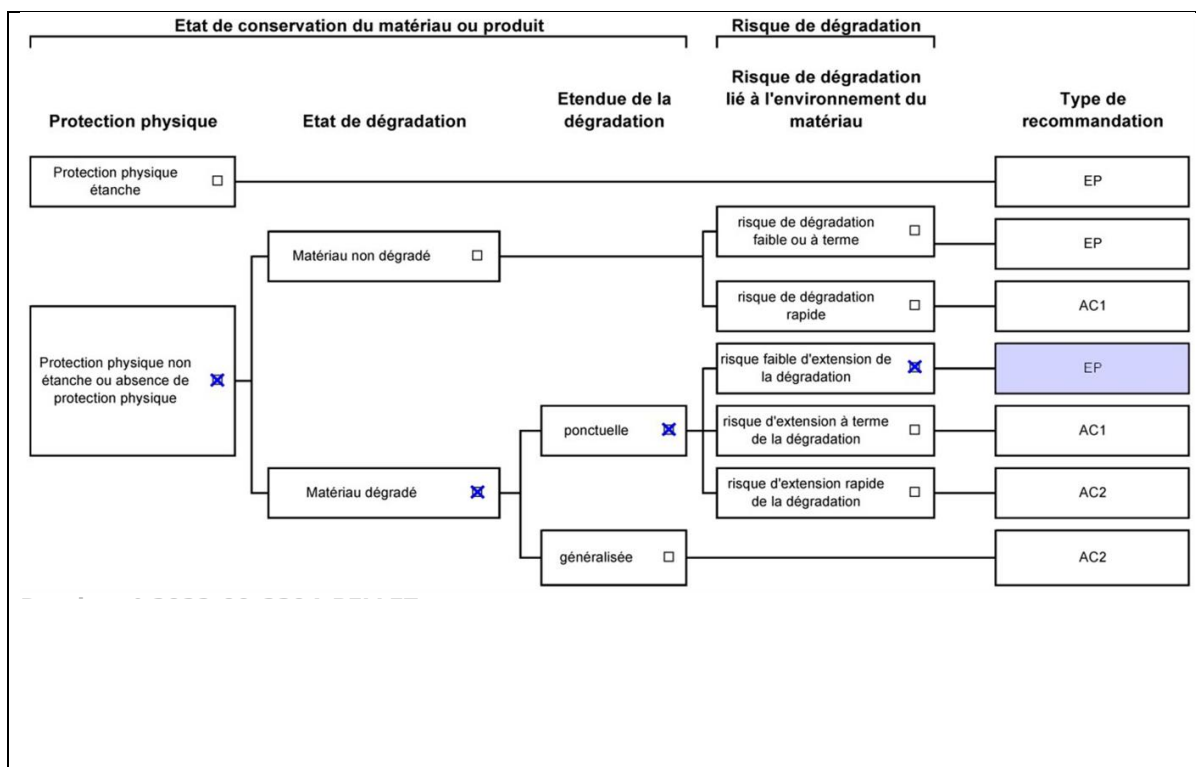 Etat de conservation du matériau ou produit
Risque de dégradation
Protection physique
Etat de dégradation
Etendue de la
dégradation
Risque de dégradation
lié à l'environnement du
matériau
Type de
recommandation
Protection physique
étanche
EP
Matériau non dégradé
risque de dégradation
faible ou à terme
EP
risque de dégradation
rapide
AC1
Protection physique non
étanche ou absence de
protection physique
risque faible d'extension de
la dégradation
EP
ponctuelle
risque d'extension à terme
de la dégradation
AC1
Matériau dégradé
risque d'extension rapide
de la dégradation
AC2
généralisée
AC2